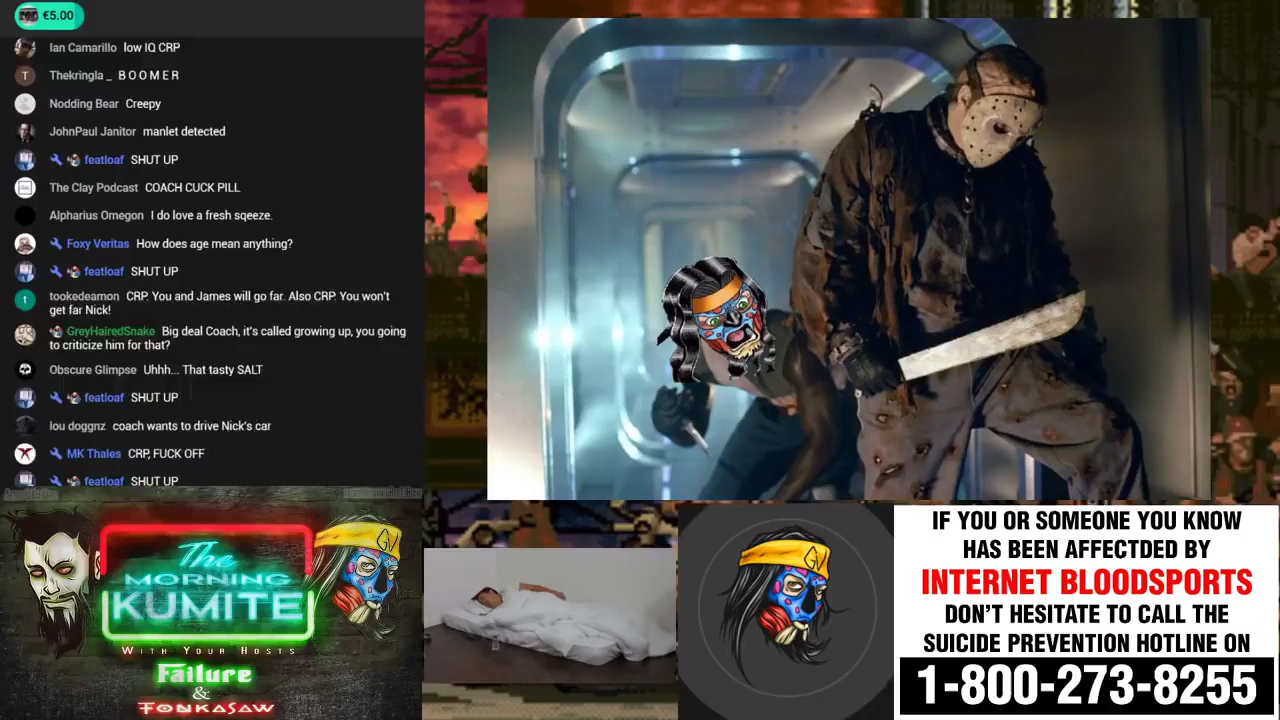 €5.00
Ian Camarillo low IQ CRP
T Thekringla _ B O O M E R
Nodding Bear Creepy
JohnPaul Janitor manlet detected
featloaf SHUT UP
The Clay Podcast COACH CUCK PILL
Alpharius Omegon I do love a fresh sqeeze.
Foxy Veritas How does age mean anything?
featloaf SHUT UP
t tookedeamon CRP. You and James will go far. Also CRP. You won't
get far Nick!
GreyHairedSnake Big deal Coach, it's called growing up, you going
to criticize him for that?
Obscure Glimpse Uhhh... That tasty SALT
featloaf SHUT UP
lou doggnz coach wants to drive Nick's car
MK Thales CRP, FUCK OFF
featloaf SHUT UP
The
MORNING
KUMITE
WITH YOUR HOSTS
Failure
&
TONKASAW
GV
GV
IF YOU OR SOMEONE YOU KNOW
HAS BEEN AFFECTDED BY
INTERNET BLOODSPORTS
DON'T HESITATE TO CALL THE
SUICIDE PREVENTION HOTLINE ON
1-800-273-8255